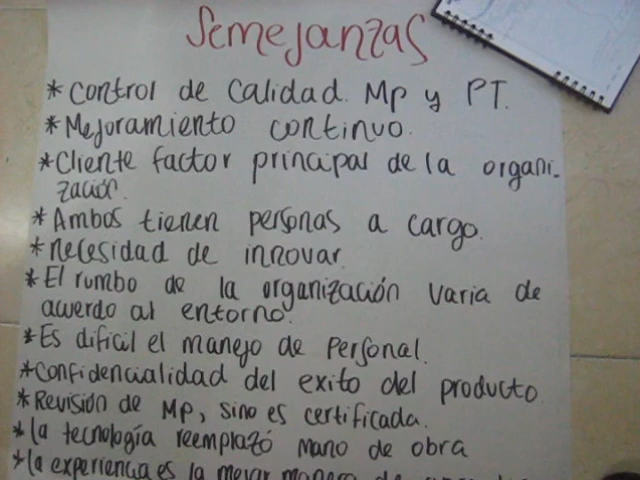 Semejanzas
* Control de Calidad. Mp y PT.
* Mejoramiento continuo.
* Cliente factor principal de la organi-
zación.
* Ambos tienen personas a cargo.
* necesidad de innovar.
* El rumbo de la organización varia de
acuerdo al entorno.
* Es dificil el manejo de personal.
* Confidencialidad del exito del producto
* Revisión de MP, sino es certificada.
* la tecnología reemplazó mano de obra
* la experiencia es la mejor manera de